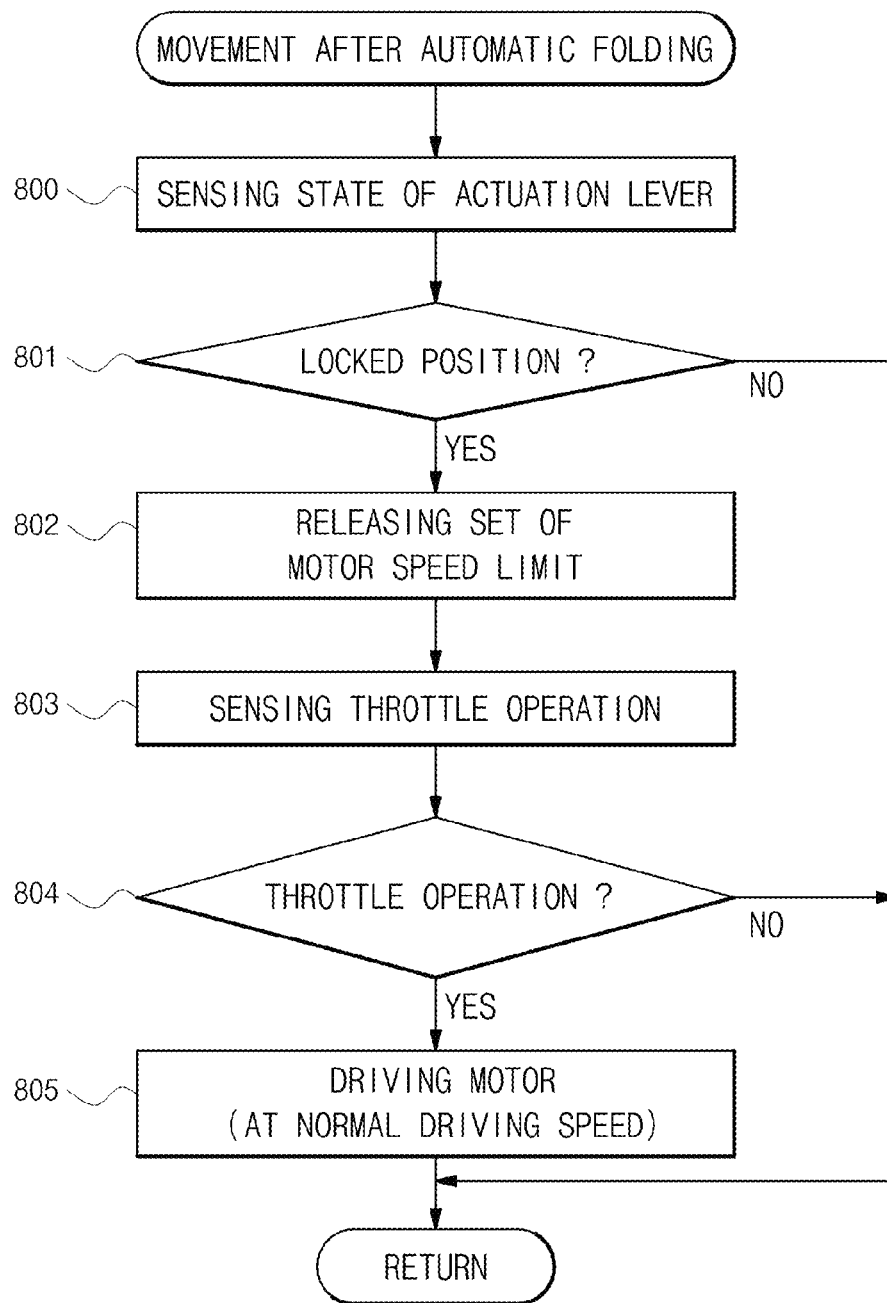 MOVEMENT AFTER AUTOMATIC FOLDING
800
SENSING STATE OF ACTUATION LEVER
801
LOCKED POSITION ?
NO
YES
802
RELEASING SET OF
MOTOR SPEED LIMIT
803
SENSING THROTTLE OPERATION
804
THROTTLE OPERATION ?
NO
YES
805
DRIVING MOTOR
(AT NORMAL DRIVING SPEED)
RETURN